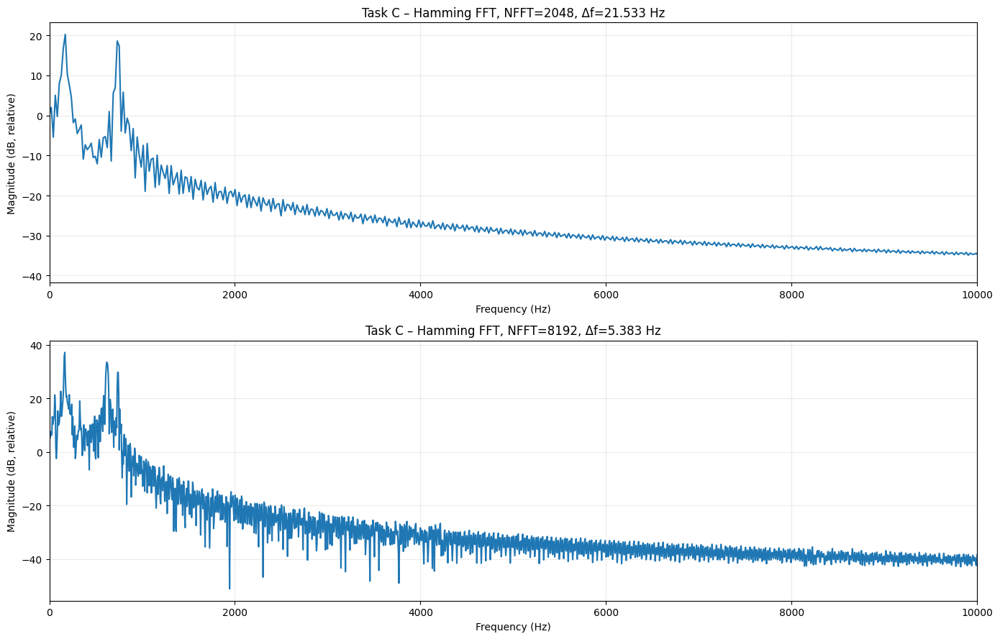 Task C – Hamming FFT, NFFT=2048, Δf=21.533 Hz
Magnitude (dB, relative)
20
10
0
−10
−20
−30
−40
0 2000 4000 6000 8000 10000
Frequency (Hz)
Task C – Hamming FFT, NFFT=8192, Δf=5.383 Hz
Magnitude (dB, relative)
40
20
0
−20
−40
0 2000 4000 6000 8000 10000
Frequency (Hz)